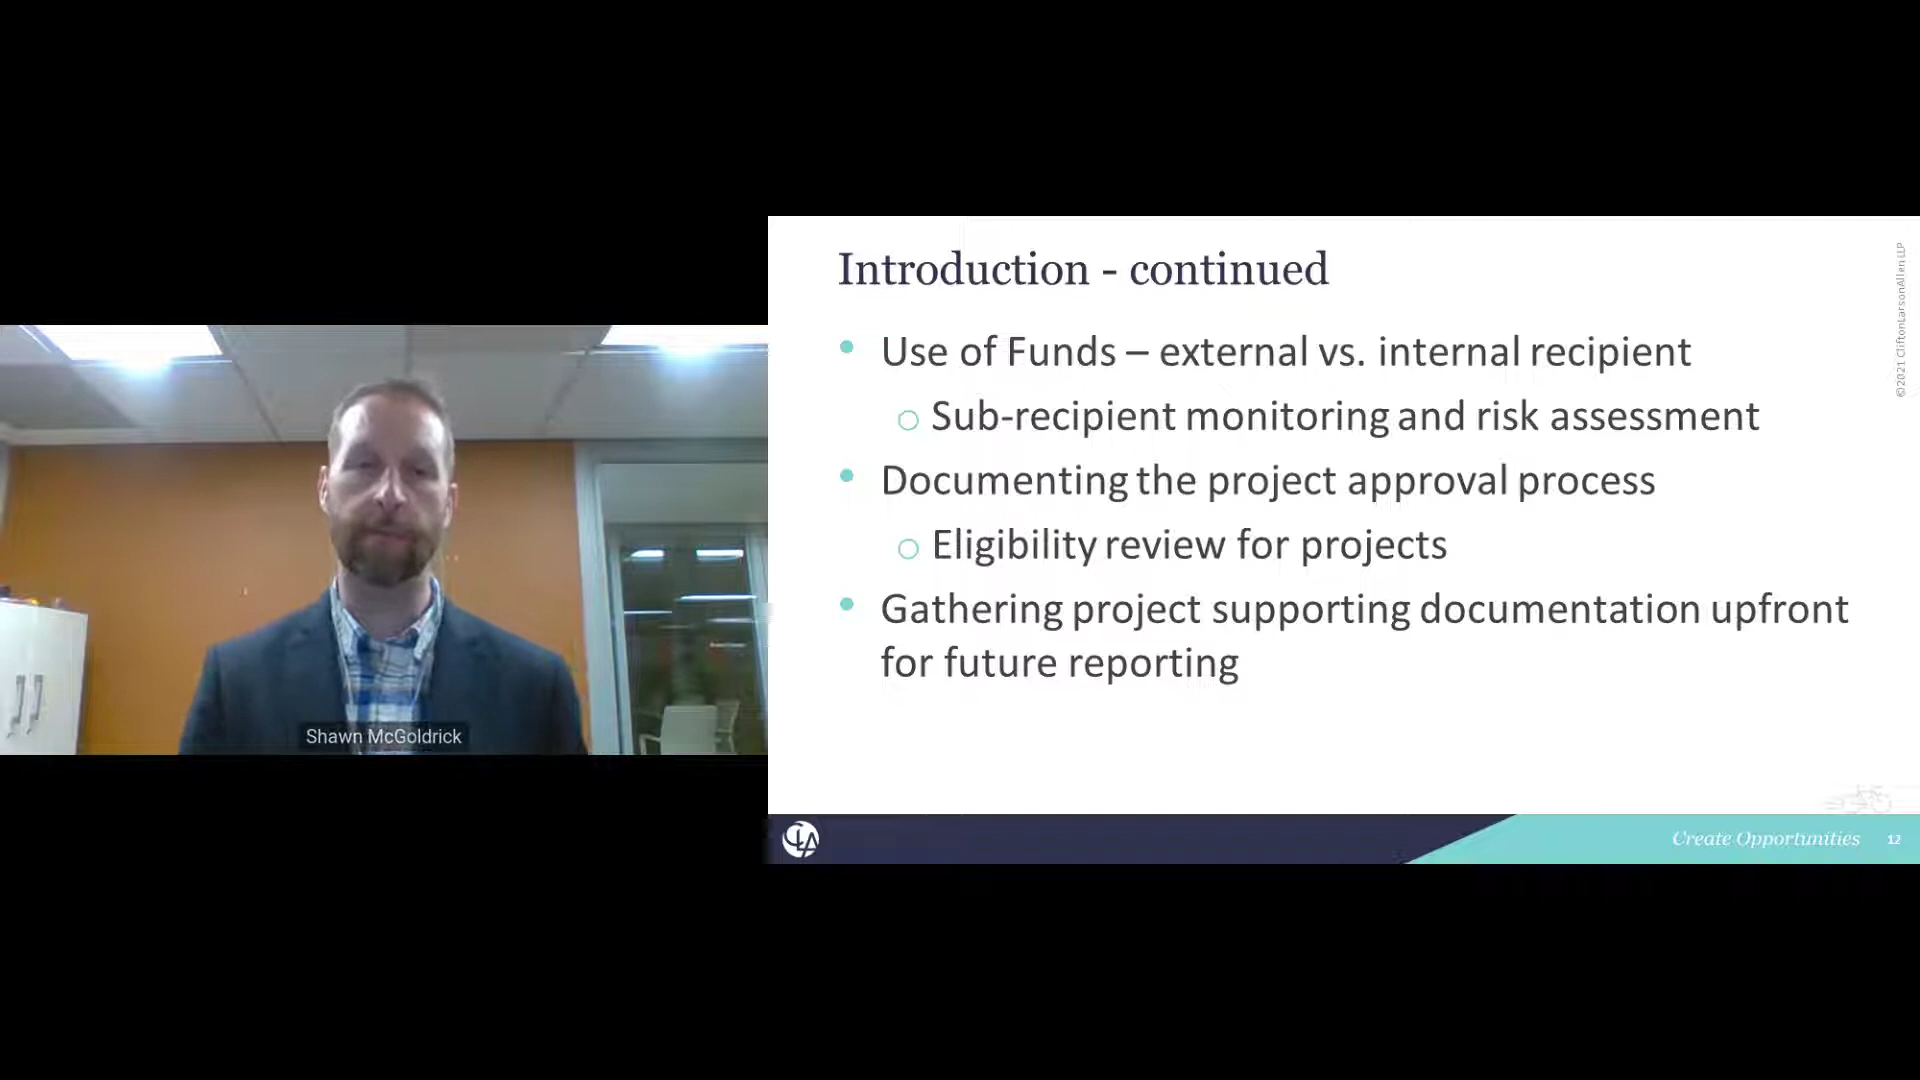 Shawn McGoldrick
Introduction - continued
Use of Funds – external vs. internal recipient
Sub-recipient monitoring and risk assessment
Documenting the project approval process
Eligibility review for projects
Gathering project supporting documentation upfront
for future reporting
©2021 CliftonLarsonAllen LLP
CLA
Create Opportunities
12